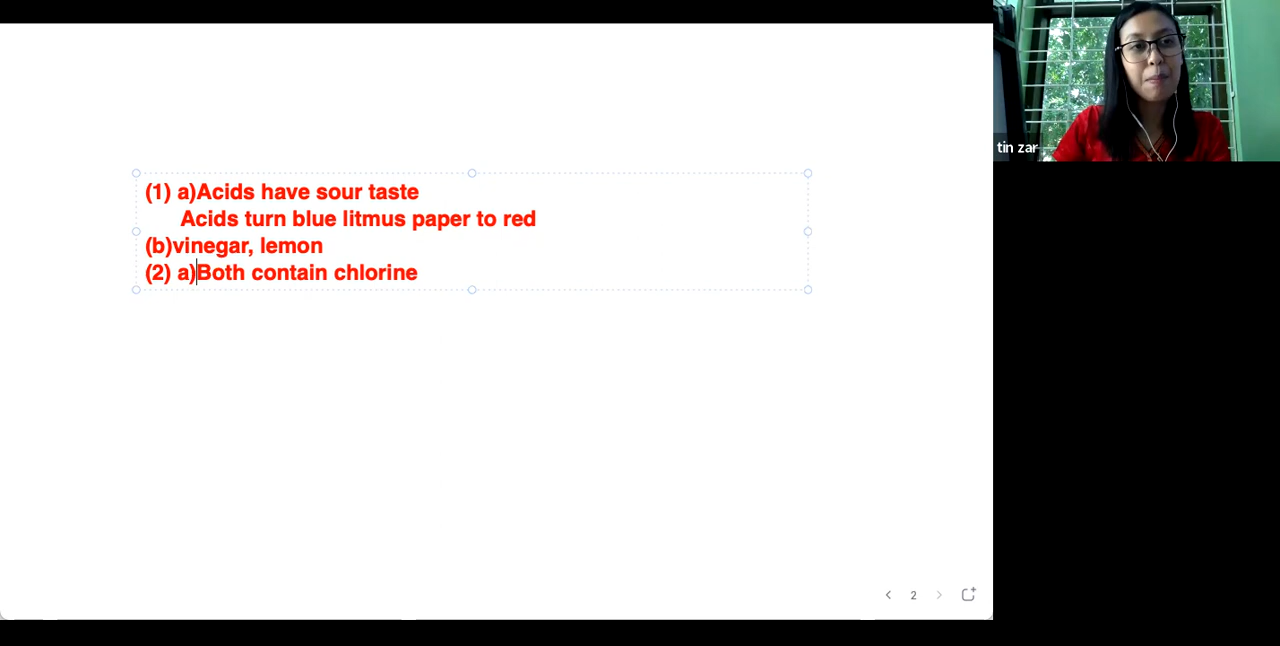 (1) a)Acids have sour taste
Acids turn blue litmus paper to red
(b)vinegar, lemon
(2) a)Both contain chlorine
tin zar
2